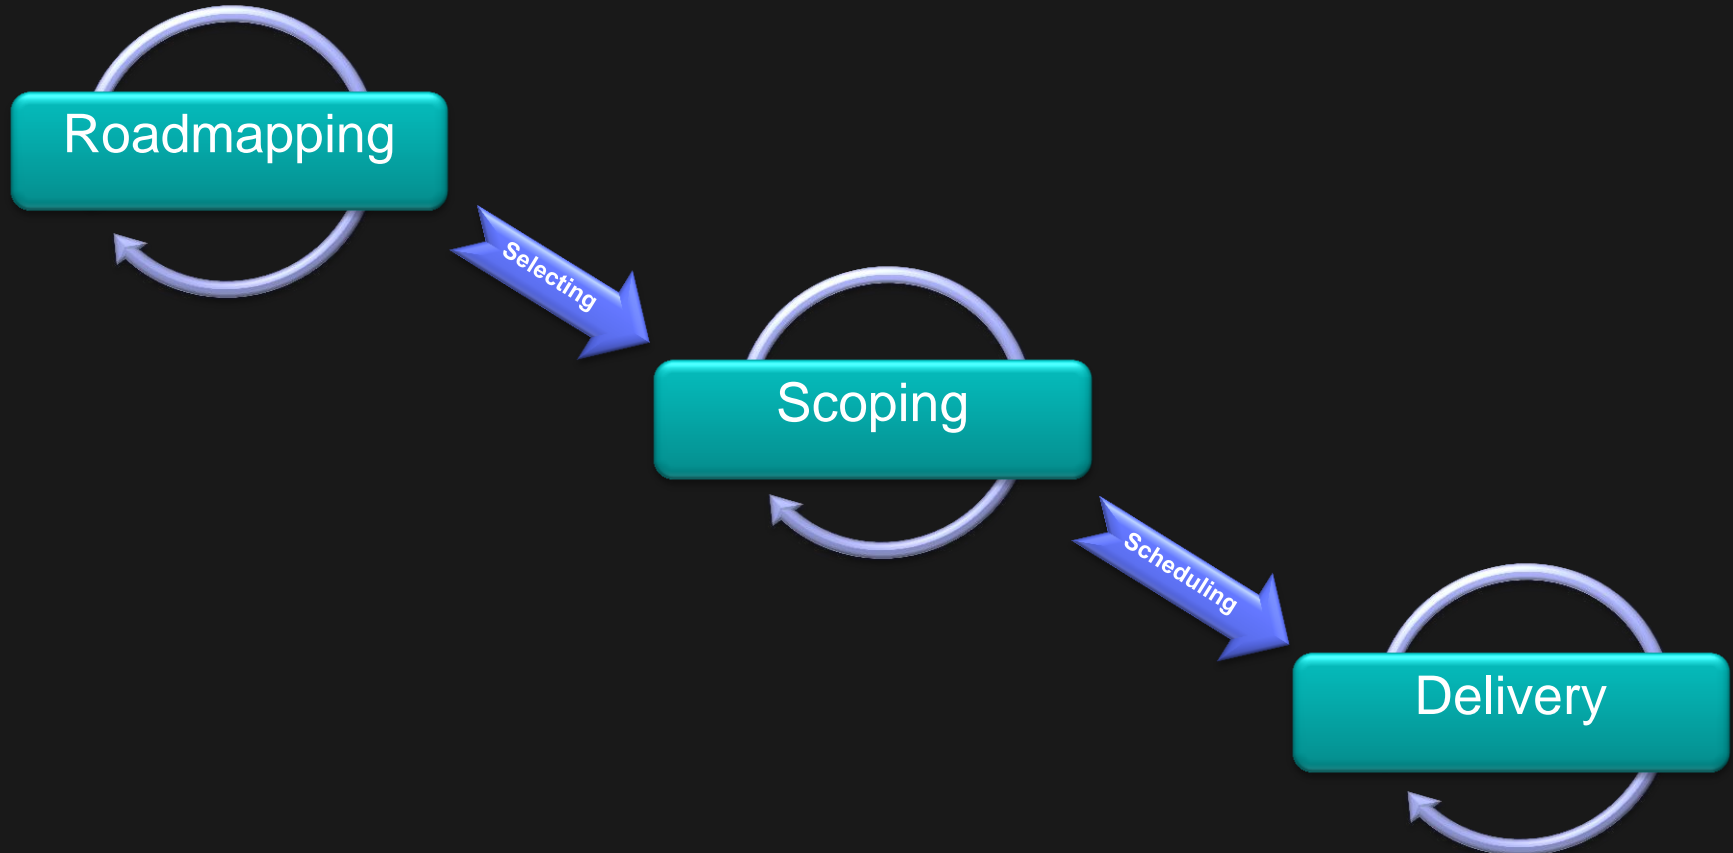 Roadmapping
Selecting
Scoping
Scheduling
Delivery